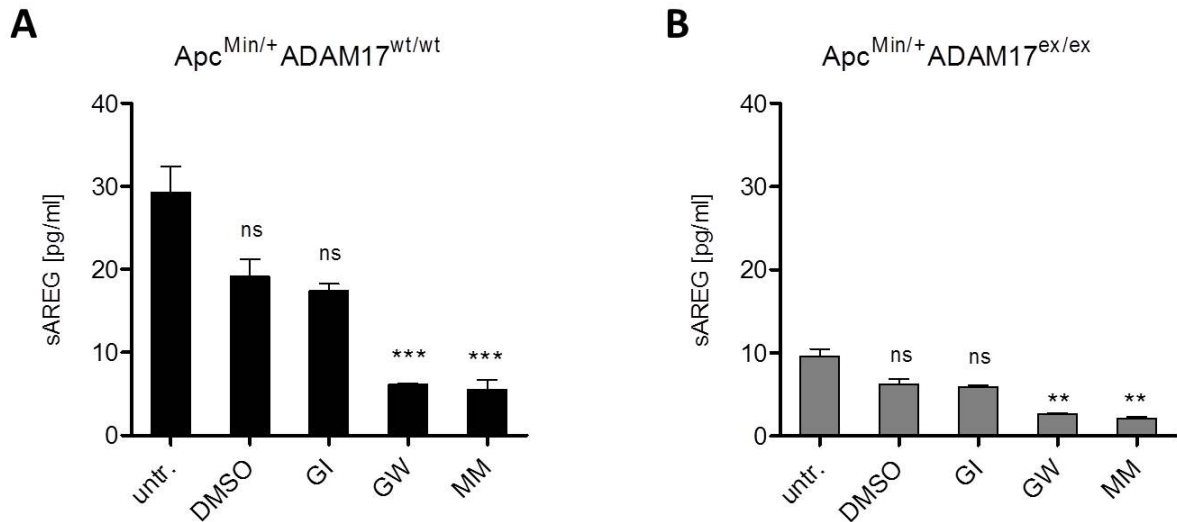 A
Apc^Min/+ ADAM17^wt/wt
sAREG [pg/ml]
40
30
20
10
0
ns
ns
***
***
untr.
DMSO
GI
GW
MM
B
Apc^Min/+ ADAM17^ex/ex
sAREG [pg/ml]
40
30
20
10
0
ns
ns
**
**
untr.
DMSO
GI
GW
MM